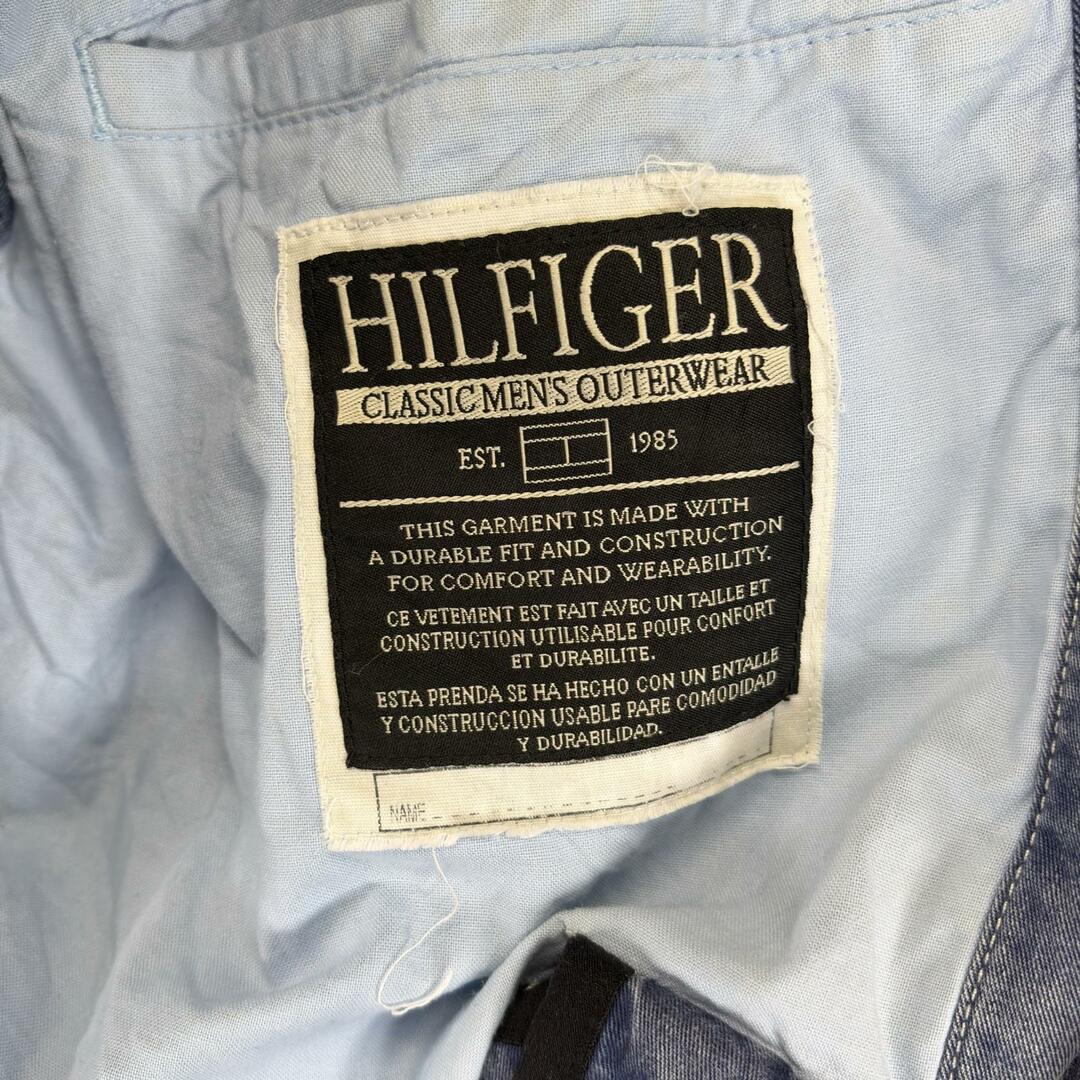 HILFIGER
CLASSIC MEN'S OUTERWEAR
EST. 1985
THIS GARMENT IS MADE WITH
A DURABLE FIT AND CONSTRUCTION
FOR COMFORT AND WEARABILITY.
CE VETEMENT EST FAIT AVEC UN TAILLE ET
CONSTRUCTION UTILISABLE POUR CONFORT
ET DURABILITE.
ESTA PRENDA SE HA HECHO CON UN ENTALLE
Y CONSTRUCCION USABLE PARE COMODIDAD
Y DURABILIDAD.
NAME